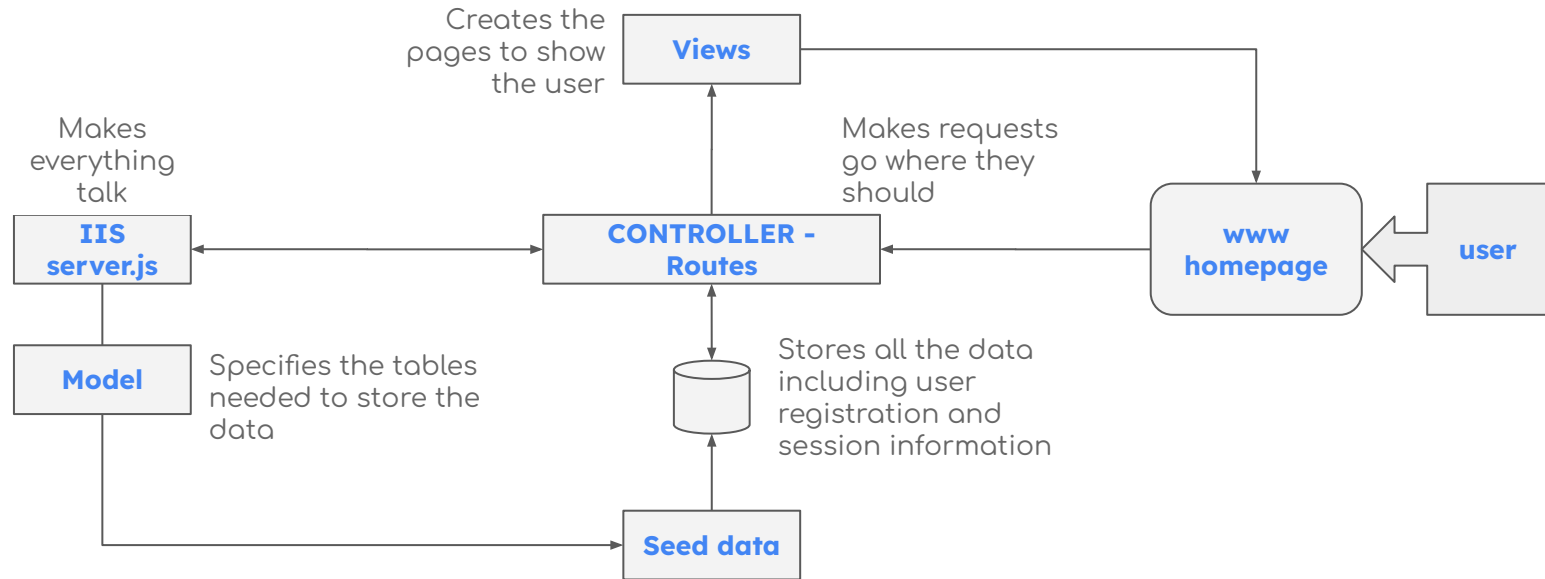 Creates the
pages to show
the user
Views
Makes
everything
talk
Makes requests
go where they
should
IIS
server.js
CONTROLLER -
Routes
www
homepage
user
Model
Specifies the tables
needed to store the
data
Stores all the data
including user
registration and
session information
Seed data